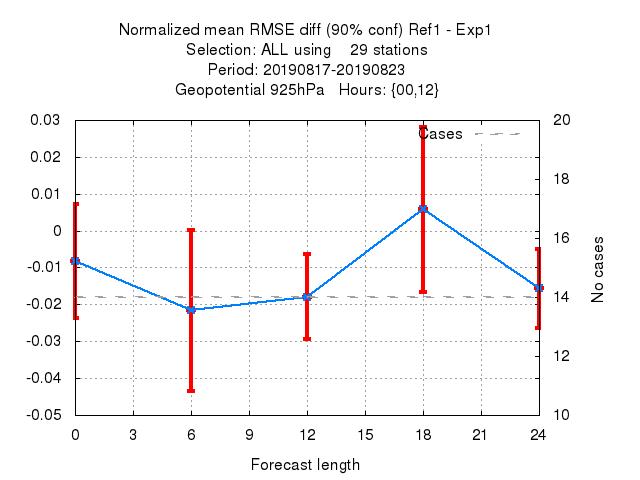 Normalized mean RMSE diff (90% conf) Ref1 - Exp1
Selection: ALL using    29 stations
Period: 20190817-20190823
Geopotential 925hPa   Hours: {00,12}
Cases
0.03
0.02
0.01
0
-0.01
-0.02
-0.03
-0.04
-0.05
20
18
16
14
12
10
No cases
0 3 6 9 12 15 18 21 24
Forecast length